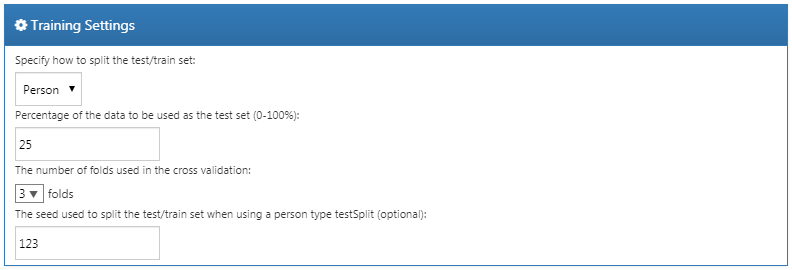 Training Settings
Specify how to split the test/train set:
Person
Percentage of the data to be used as the test set (0-100%):
25
The number of folds used in the cross validation:
3 folds
The seed used to split the test/train set when using a person type testSplit (optional):
123